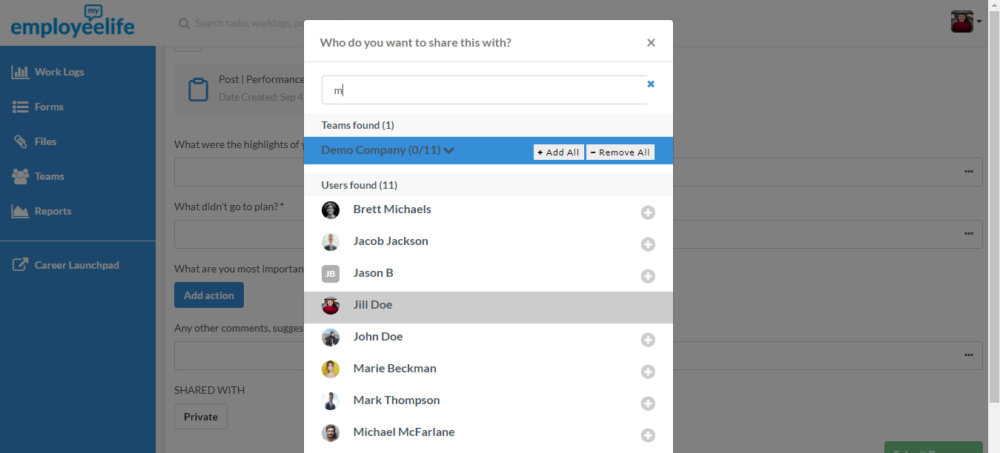 my
employeelife
Search tasks, worklogs, po
Work Logs
Forms
Files
Teams
Reports
Career Launchpad
Post | Performance
Date Created: Sep 4
What were the highlights of y
What didn't go to plan? *
What are you most importan
Add action
Any other comments, sugges
SHARED WITH
Private
Who do you want to share this with?
m
Teams found (1)
Demo Company (0/11)
+ Add All
− Remove All
Users found (11)
Brett Michaels
Jacob Jackson
JB
Jason B
Jill Doe
John Doe
Marie Beckman
Mark Thompson
Michael McFarlane